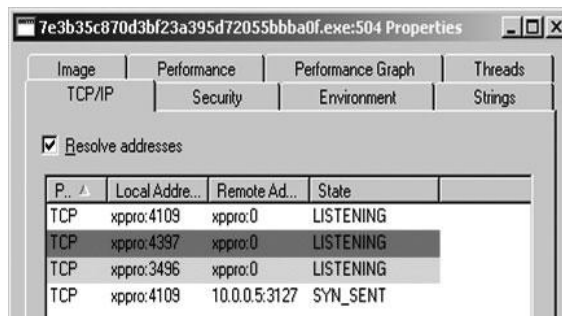 7e3b35c870d3bf23a395d72055bbba0f.exe:504 Properties
Image Performance Performance Graph Threads
TCP/IP Security Environment Strings
Resolve addresses
P.. Local Addre... Remote Ad... State
TCP xppro:4109 xppro:0 LISTENING
TCP xppro:4397 xppro:0 LISTENING
TCP xppro:3496 xppro:0 LISTENING
TCP xppro:4109 10.0.0.5:3127 SYN_SENT